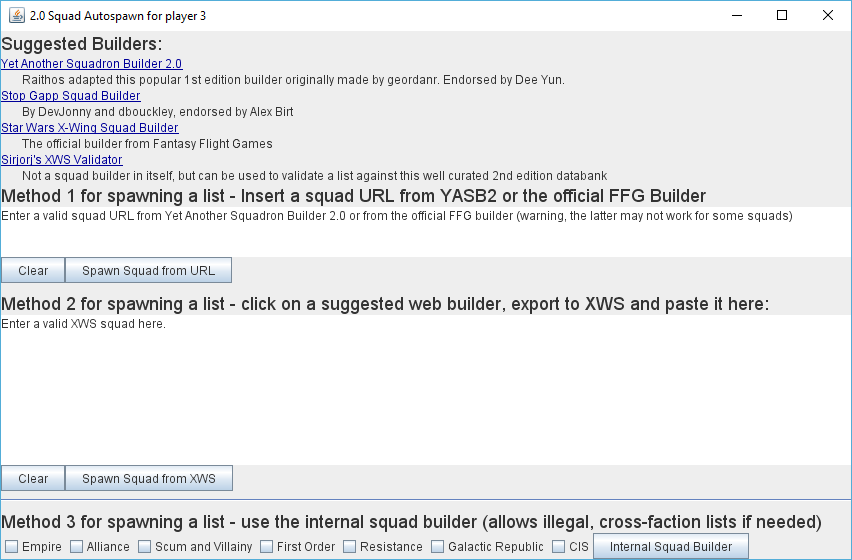 2.0 Squad Autospawn for player 3
Suggested Builders:
Yet Another Squadron Builder 2.0
Raithos adapted this popular 1st edition builder originally made by geordanr. Endorsed by Dee Yun.
Stop Gapp Squad Builder
By DevJonny and dbouckley, endorsed by Alex Birt
Star Wars X-Wing Squad Builder
The official builder from Fantasy Flight Games
Sirjorj's XWS Validator
Not a squad builder in itself, but can be used to validate a list against this well curated 2nd edition databank
Method 1 for spawning a list - Insert a squad URL from YASB2 or the official FFG Builder
Enter a valid squad URL from Yet Another Squadron Builder 2.0 or from the official FFG builder (warning, the latter may not work for some squads)
Clear Spawn Squad from URL
Method 2 for spawning a list - click on a suggested web builder, export to XWS and paste it here:
Enter a valid XWS squad here.
Clear Spawn Squad from XWS
Method 3 for spawning a list - use the internal squad builder (allows illegal, cross-faction lists if needed)
Empire Alliance Scum and Villainy First Order Resistance Galactic Republic CIS Internal Squad Builder